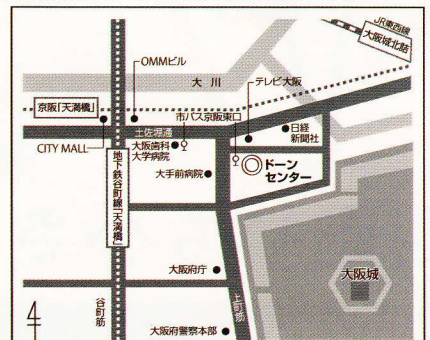 JR東西線
大阪城北詰
OMMビル
大川
テレビ大阪
京阪「天満橋」
市バス京阪東口
日経
新聞社
土佐堀通
CITY MALL
大阪歯科
大学病院
ドーン
センター
地下鉄谷町線「天満橋」
大手前病院
大阪府庁
大阪城
谷町筋
上町筋
大阪府警察本部
4